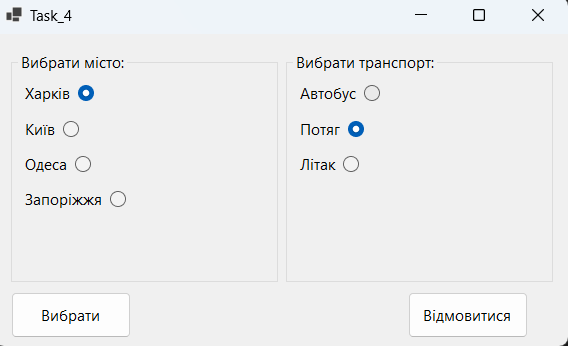 Task_4
Вибрати місто:
Харків
Київ
Одеса
Запоріжжя
Вибрати транспорт:
Автобус
Потяг
Літак
Вибрати
Відмовитися